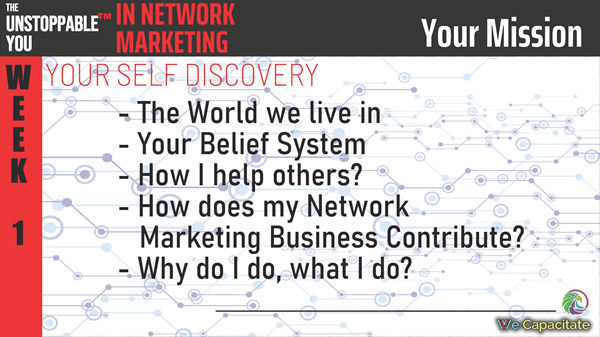 THE
UNSTOPPABLE™
YOU
IN NETWORK
MARKETING
Your Mission
WEEK 1
YOUR SELF DISCOVERY
- The World we live in
- Your Belief System
- How I help others?
- How does my Network
Marketing Business Contribute?
- Why do I do, what I do?
We Capacitate